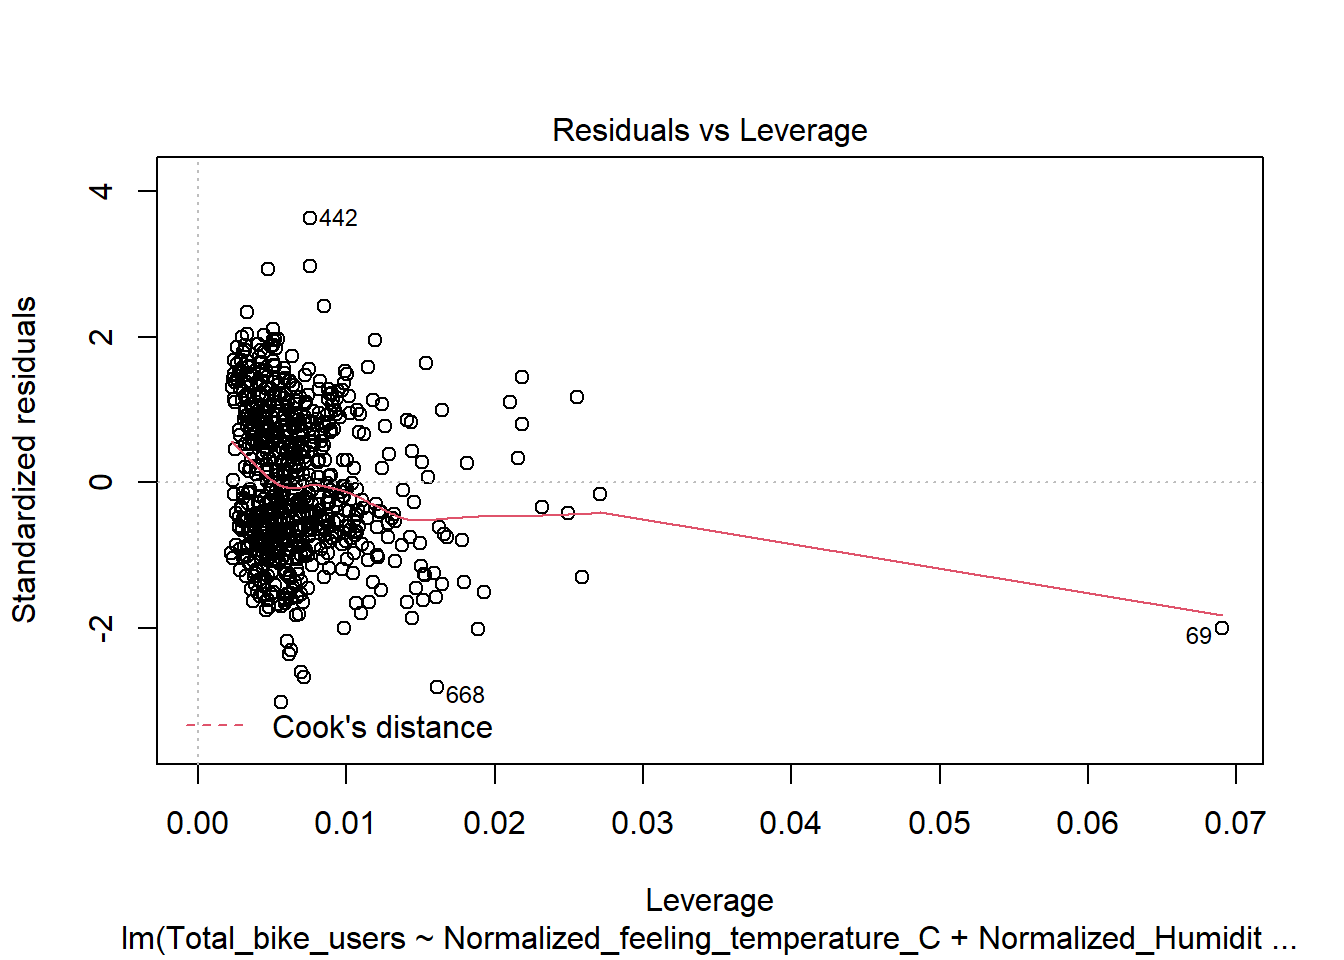 Residuals vs Leverage
Standardized residuals
4
2
0
-2
442
69
668
Cook's distance
0.00 0.01 0.02 0.03 0.04 0.05 0.06 0.07
Leverage
lm(Total_bike_users ~ Normalized_feeling_temperature_C + Normalized_Humidit ...